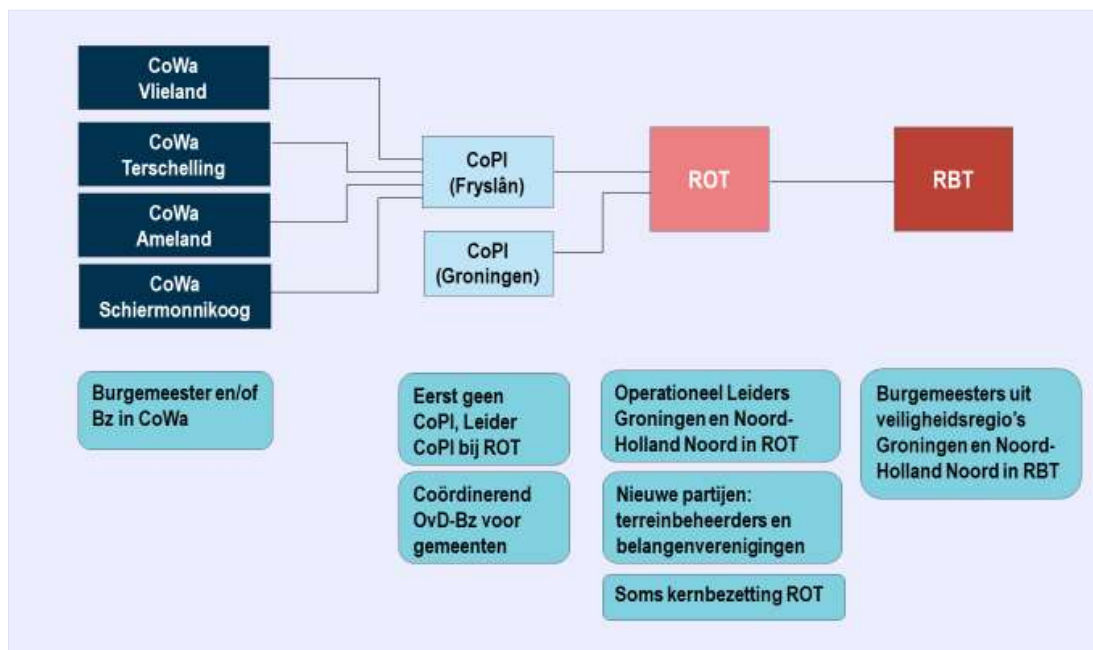 CoWa
Vlieland
CoWa
Terschelling
CoWa
Ameland
CoWa
Schiermonnikoog
CoPI
(Fryslân)
CoPI
(Groningen)
ROT
RBT
Burgemeester en/of
Bz in CoWa
Eerst geen
CoPI, Leider
CoPI bij ROT
Coördinerend
OvD-Bz voor
gemeenten
Operationeel Leiders
Groningen en Noord-
Holland Noord in ROT
Nieuwe partijen:
terreinbeheerders en
belangenverenigingen
Soms kernbezetting ROT
Burgemeesters uit
veiligheidsregio's
Groningen en Noord-
Holland Noord in RBT